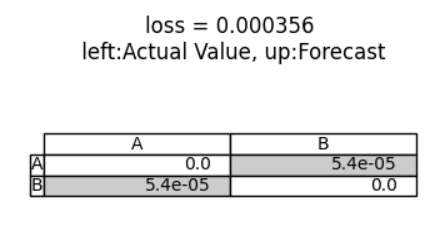 loss = 0.000356
left:Actual Value, up:Forecast
A B
A 0.0 5.4e-05
B 5.4e-05 0.0